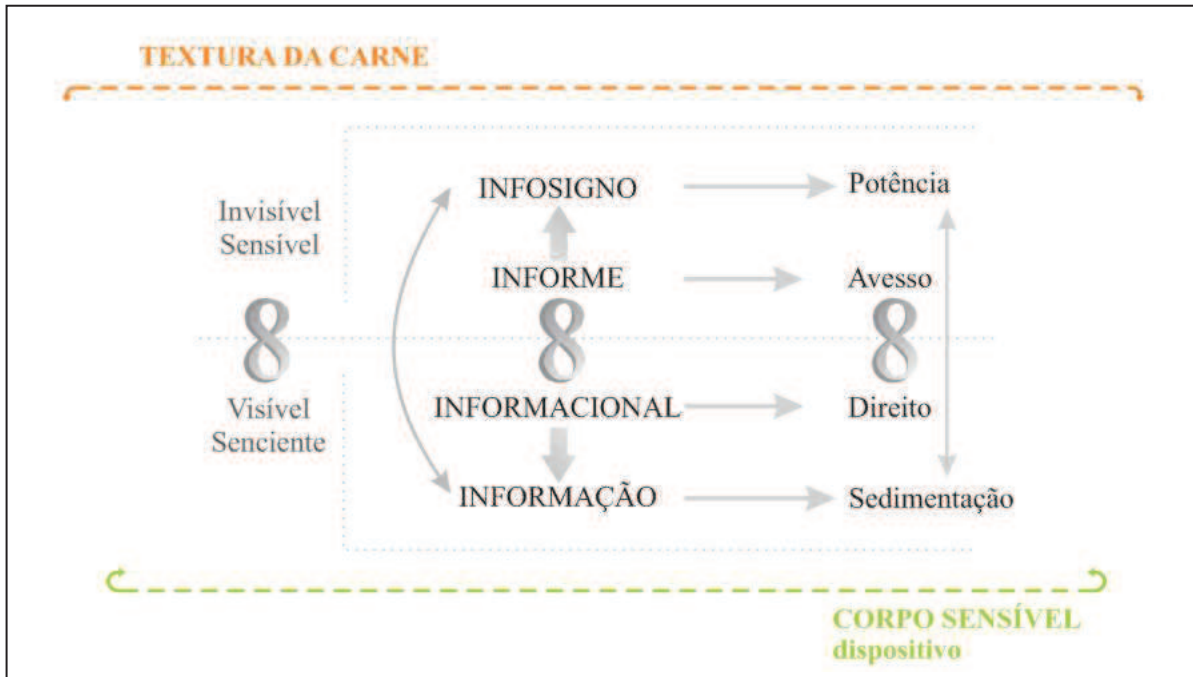 TEXTURA DA CARNE
INFOSIGNO Potência
Invisível
Sensível
INFORME Avesso
8 8 8
Visível
Senciente
INFORMACIONAL Direito
INFORMAÇÃO Sedimentação
CORPO SENSÍVEL
dispositivo